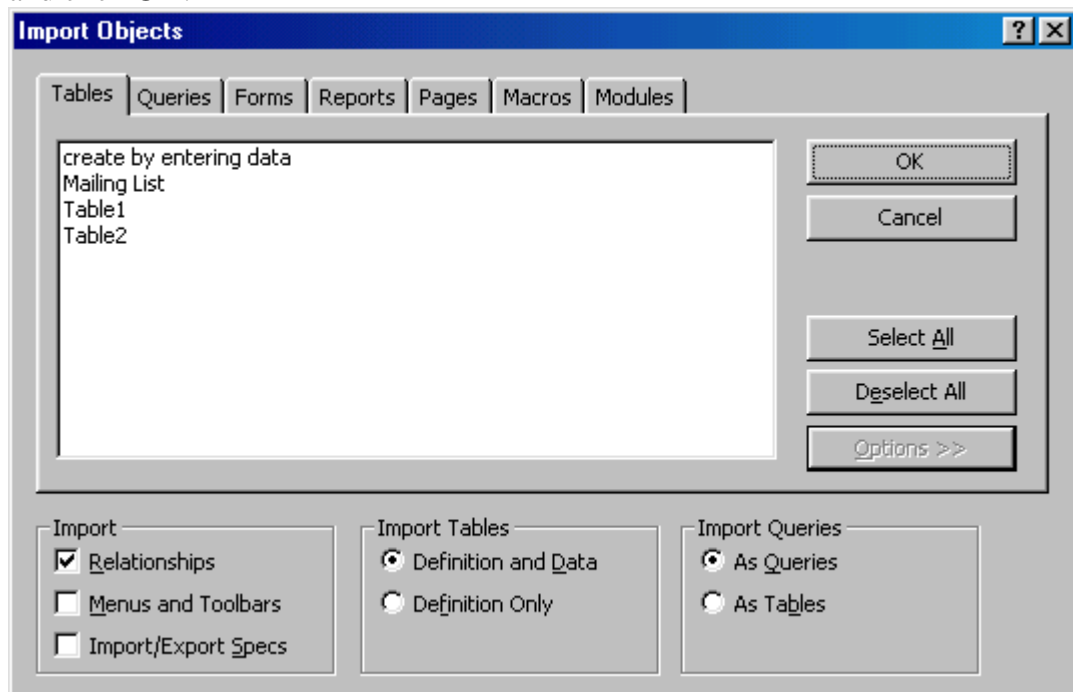 Import Objects
Tables Queries Forms Reports Pages Macros Modules
create by entering data
Mailing List
Table1
Table2
OK
Cancel
Select All
Deselect All
Options >>
Import
Relationships
Menus and Toolbars
Import/Export Specs
Import Tables
Definition and Data
Definition Only
Import Queries
As Queries
As Tables